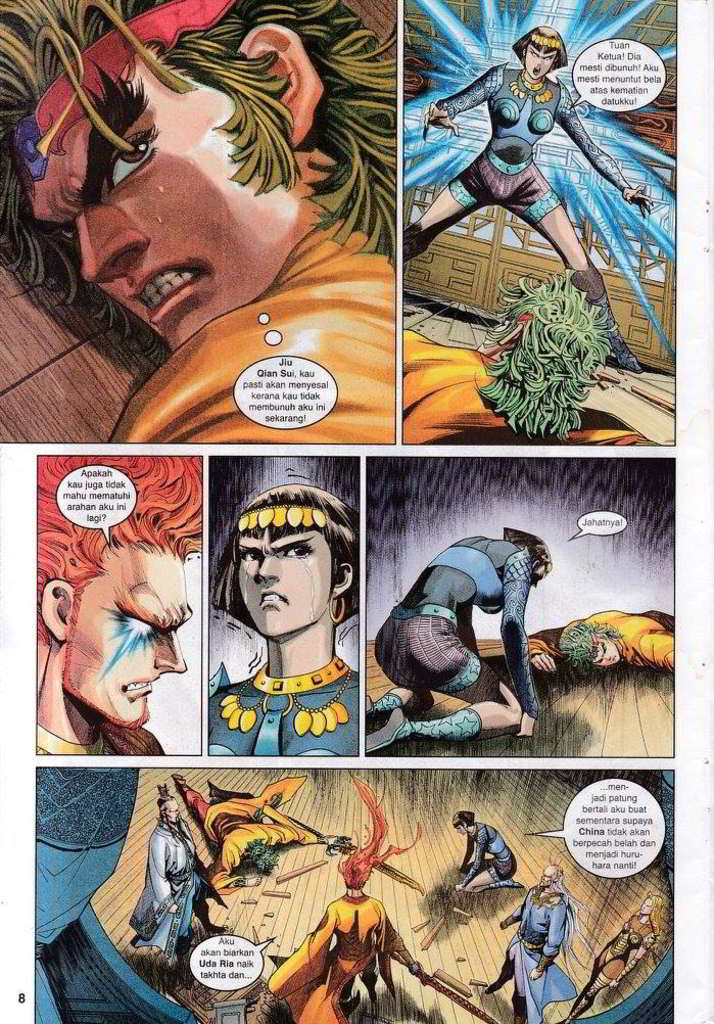 Jiu
Qian Sui, kau
pasti akan menyesal
kerana kau tidak
membunuh aku ini
sekarang!
Tuan
Ketua! Dia
mesti dibunuh! Aku
mesti menuntut bela
atas kematian
datukku!
Apakah
kau juga tidak
mahu mematuhi
arahan aku ini
lagi?
Jahatnya!
Aku
akan biarkan
Uda Ria naik
takhta dan...
...men-
jadi patung
bertali aku buat
sementara supaya
China tidak akan
berpecah belah dan
menjadi huru-
hara nanti!
8